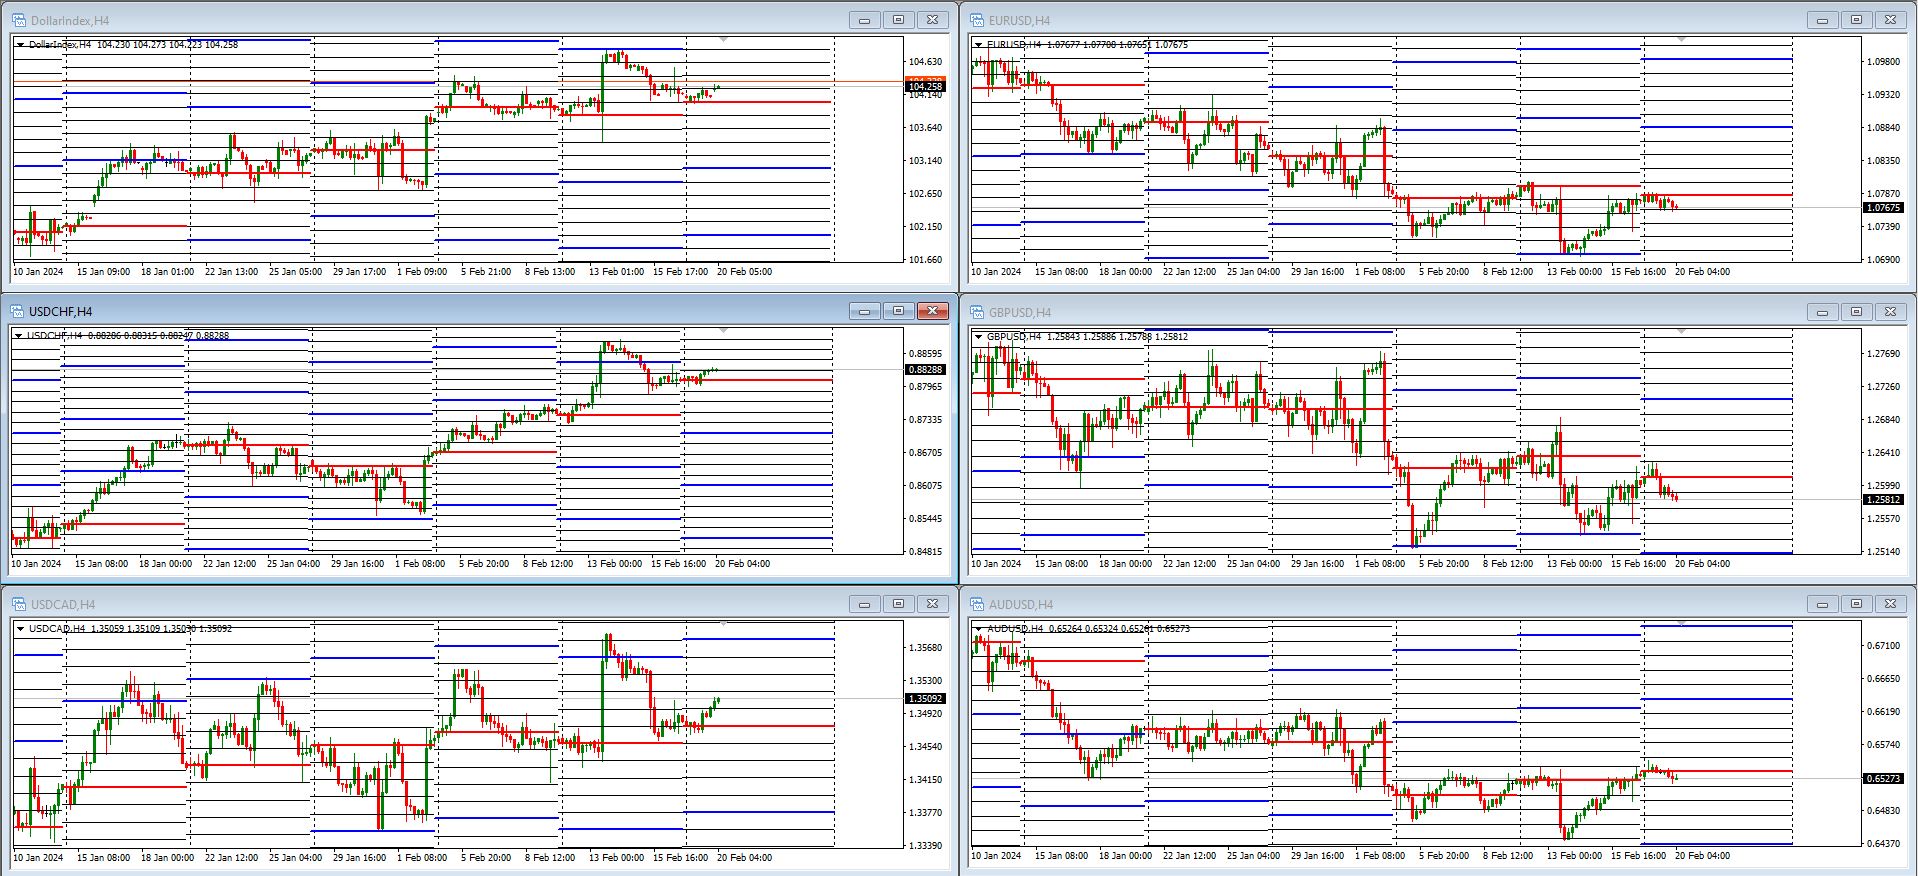 DollarIndex,H4
DollarIndex,H4 104.230 104.273 104.223 104.258
104.630
104.258
104.140
103.640
103.140
102.650
102.150
101.660
10 Jan 2024 15 Jan 09:00 18 Jan 01:00 22 Jan 13:00 25 Jan 05:00 29 Jan 17:00 1 Feb 09:00 5 Feb 21:00 8 Feb 13:00 13 Feb 01:00 15 Feb 17:00 20 Feb 05:00
EURUSD,H4
EURUSD,H4 1.07677 1.07708 1.07651 1.07675
1.09800
1.09320
1.08840
1.08350
1.07870
1.07675
1.07390
1.06900
10 Jan 2024 15 Jan 08:00 18 Jan 00:00 22 Jan 12:00 25 Jan 04:00 29 Jan 16:00 1 Feb 08:00 5 Feb 20:00 8 Feb 12:00 13 Feb 00:00 15 Feb 16:00 20 Feb 04:00
USDCHF,H4
USDCHF,H4 0.88286 0.88315 0.88247 0.88288
0.88595
0.88288
0.87965
0.87335
0.86705
0.86075
0.85445
0.84815
10 Jan 2024 15 Jan 08:00 18 Jan 00:00 22 Jan 12:00 25 Jan 04:00 29 Jan 16:00 1 Feb 08:00 5 Feb 20:00 8 Feb 12:00 13 Feb 00:00 15 Feb 16:00 20 Feb 04:00
GBPUSD,H4
GBPUSD,H4 1.25843 1.25886 1.25788 1.25812
1.27690
1.27260
1.26840
1.26410
1.25990
1.25812
1.25570
1.25140
10 Jan 2024 15 Jan 08:00 18 Jan 00:00 22 Jan 12:00 25 Jan 04:00 29 Jan 16:00 1 Feb 08:00 5 Feb 20:00 8 Feb 12:00 13 Feb 00:00 15 Feb 16:00 20 Feb 04:00
USDCAD,H4
USDCAD,H4 1.35059 1.35109 1.35030 1.35092
1.35680
1.35300
1.35092
1.34920
1.34540
1.34150
1.33770
1.33390
10 Jan 2024 15 Jan 08:00 18 Jan 00:00 22 Jan 12:00 25 Jan 04:00 29 Jan 16:00 1 Feb 08:00 5 Feb 20:00 8 Feb 12:00 13 Feb 00:00 15 Feb 16:00 20 Feb 04:00
AUDUSD,H4
AUDUSD,H4 0.65264 0.65324 0.65261 0.65273
0.67100
0.66650
0.66190
0.65740
0.65273
0.64830
0.64370
10 Jan 2024 15 Jan 08:00 18 Jan 00:00 22 Jan 12:00 25 Jan 04:00 29 Jan 16:00 1 Feb 08:00 5 Feb 20:00 8 Feb 12:00 13 Feb 00:00 15 Feb 16:00 20 Feb 04:00